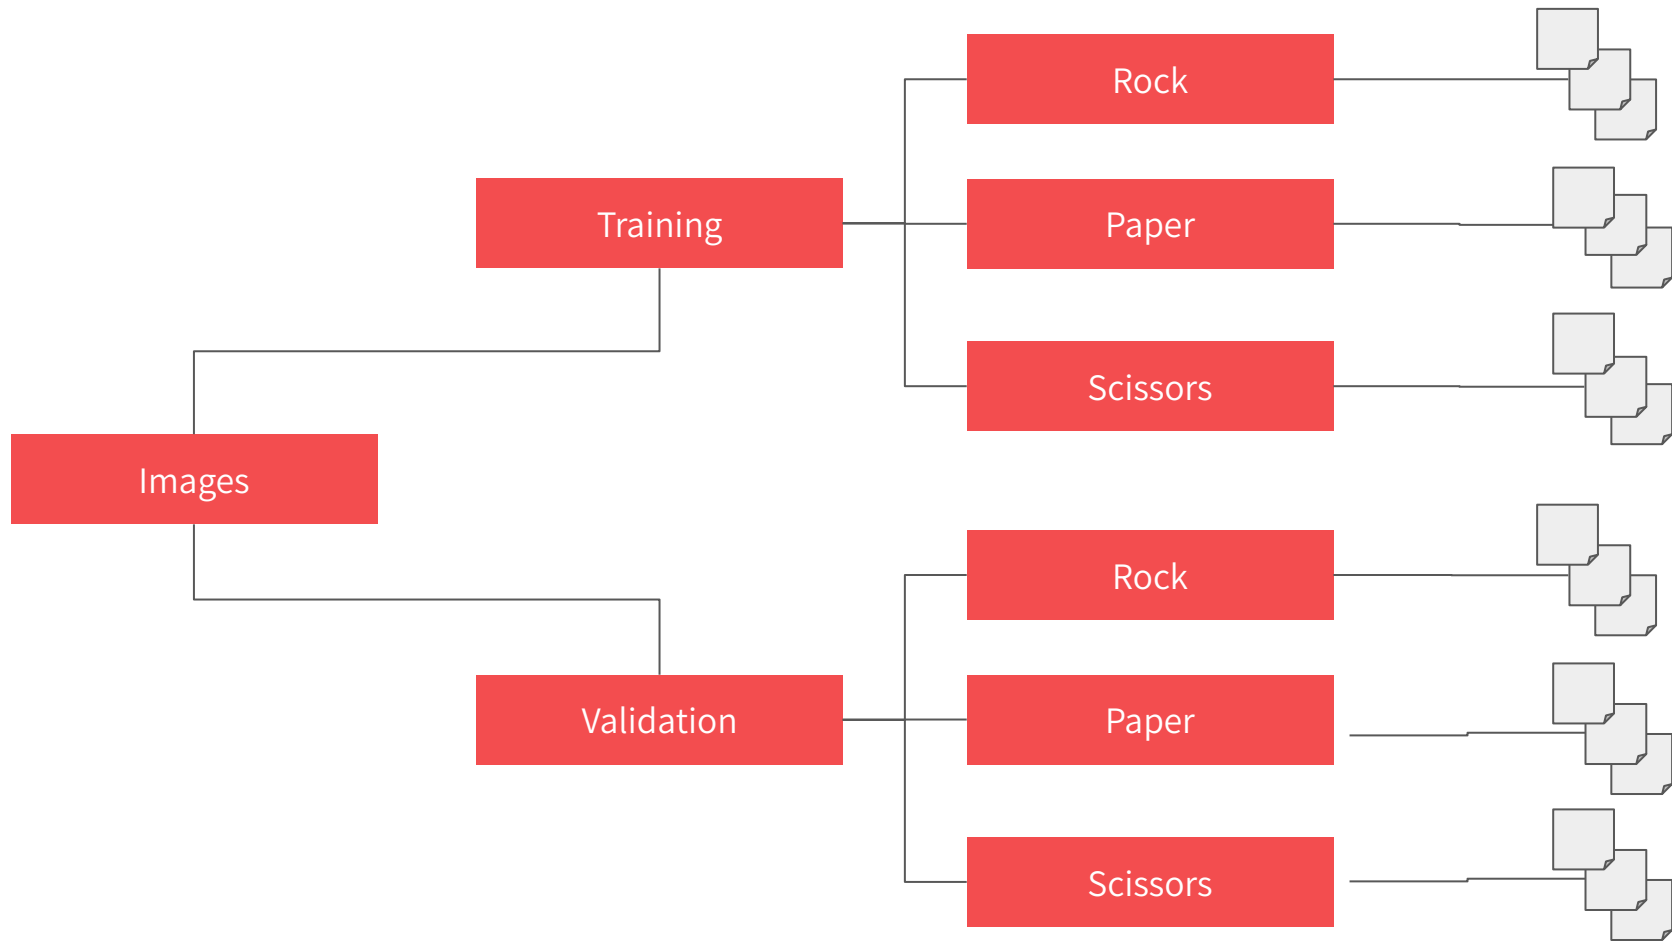 Images
Training
Rock
Paper
Scissors
Validation
Rock
Paper
Scissors